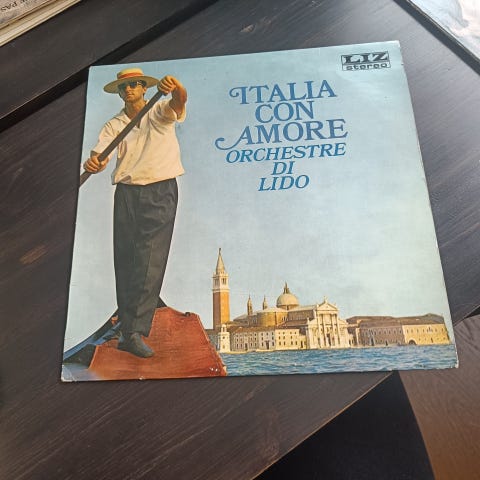 LIZ
stereo
ITALIA
CON
AMORE
ORCHESTRE
DI
LIDO